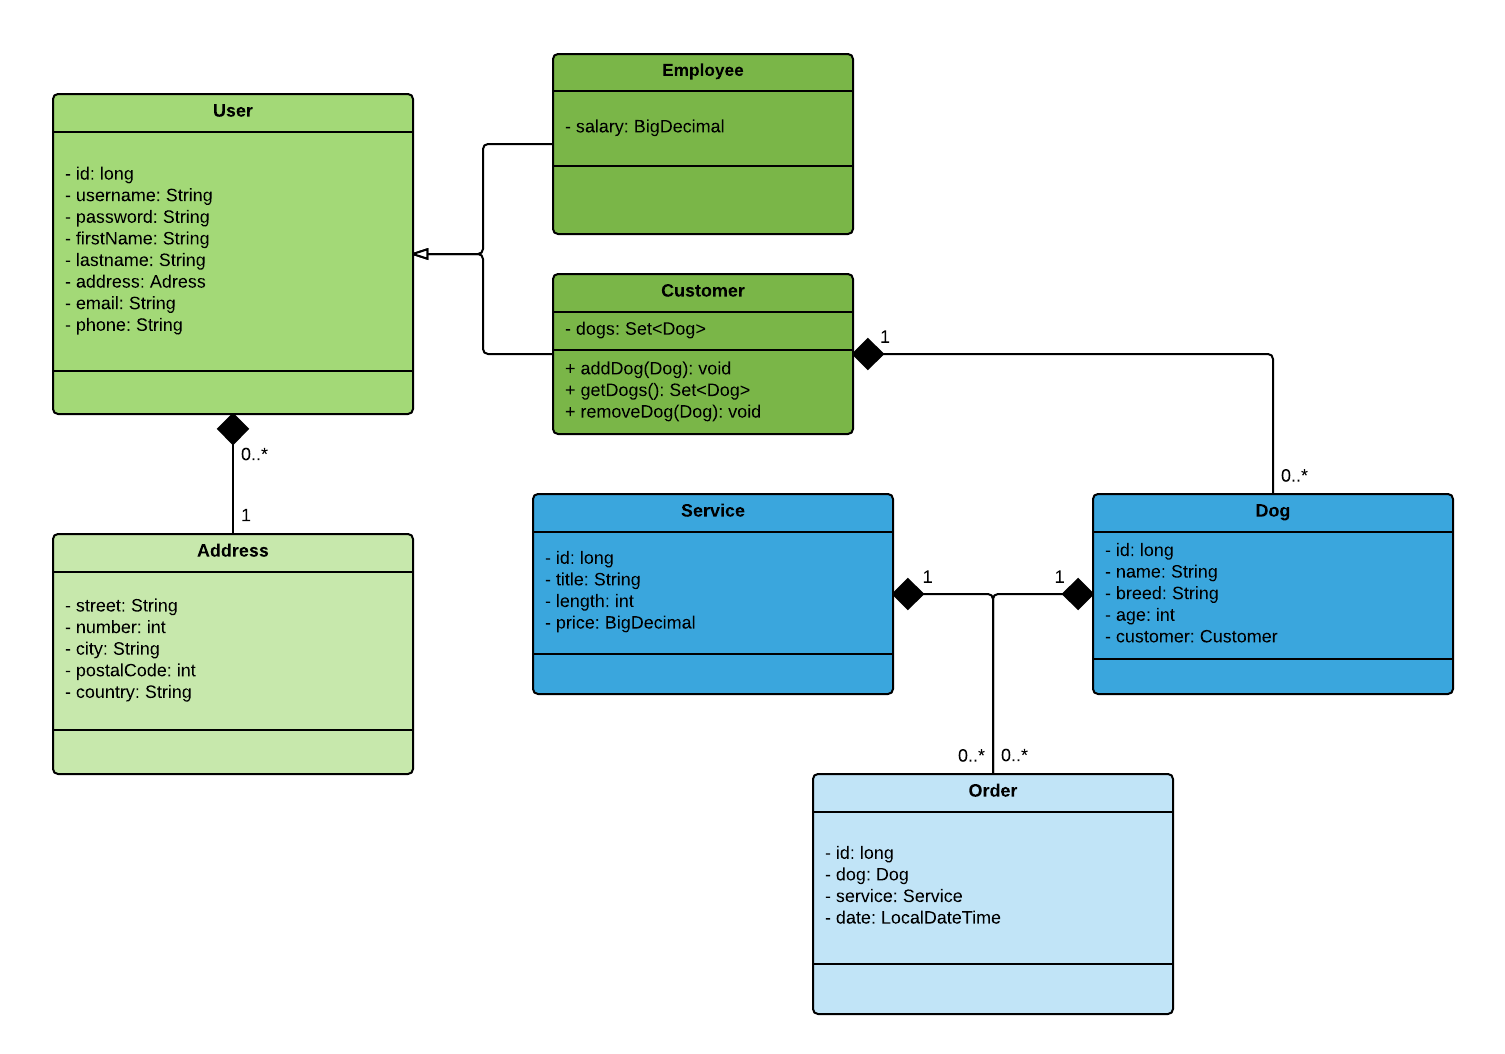 Employee
- salary: BigDecimal
User
- id: long
- username: String
- password: String
- firstName: String
- lastname: String
- address: Adress
- email: String
- phone: String
Customer
- dogs: Set<Dog>
+ addDog(Dog): void
+ getDogs(): Set<Dog>
+ removeDog(Dog): void
1
0..*
0..*
1
Address
- street: String
- number: int
- city: String
- postalCode: int
- country: String
Service
- id: long
- title: String
- length: int
- price: BigDecimal
1
1
Dog
- id: long
- name: String
- breed: String
- age: int
- customer: Customer
0..* 0..*
Order
- id: long
- dog: Dog
- service: Service
- date: LocalDateTime